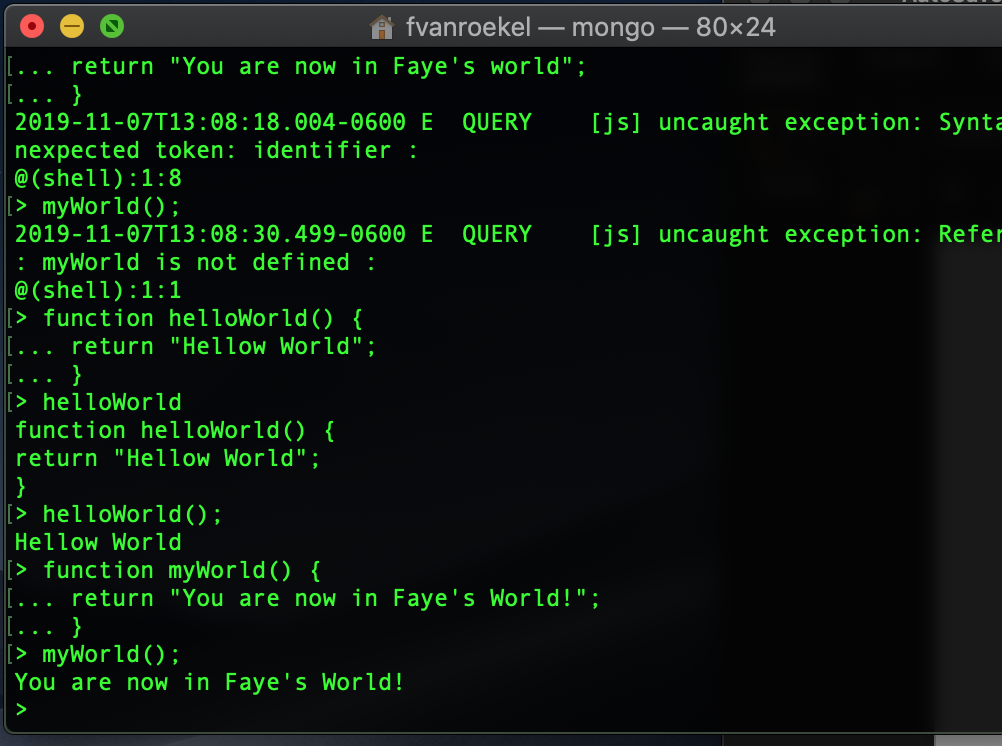 fvanroekel — mongo — 80×24
[... return "You are now in Faye's world";
[... }
2019-11-07T13:08:18.004-0600 E  QUERY    [js] uncaught exception: Synta
nexpected token: identifier :
@(shell):1:8
[> myWorld();
2019-11-07T13:08:30.499-0600 E  QUERY    [js] uncaught exception: Refer
: myWorld is not defined :
@(shell):1:1
[> function helloWorld() {
[... return "Hellow World";
[... }
[> helloWorld
function helloWorld() {
return "Hellow World";
}
[> helloWorld();
Hellow World
[> function myWorld() {
[... return "You are now in Faye's World!";
[... }
[> myWorld();
You are now in Faye's World!
>